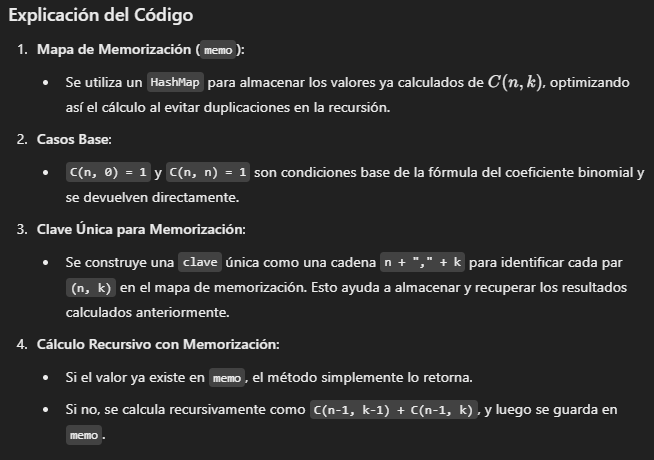 Explicación del Código
1. Mapa de Memorización (memo):
• Se utiliza un HashMap para almacenar los valores ya calculados de C(n, k), optimizando
así el cálculo al evitar duplicaciones en la recursión.
2. Casos Base:
• C(n, 0) = 1 y C(n, n) = 1 son condiciones base de la fórmula del coeficiente binomial y
se devuelven directamente.
3. Clave Única para Memorización:
• Se construye una clave única como una cadena n + "," + k para identificar cada par
(n, k) en el mapa de memorización. Esto ayuda a almacenar y recuperar los resultados
calculados anteriormente.
4. Cálculo Recursivo con Memorización:
• Si el valor ya existe en memo, el método simplemente lo retorna.
• Si no, se calcula recursivamente como C(n-1, k-1) + C(n-1, k), y luego se guarda en
memo.